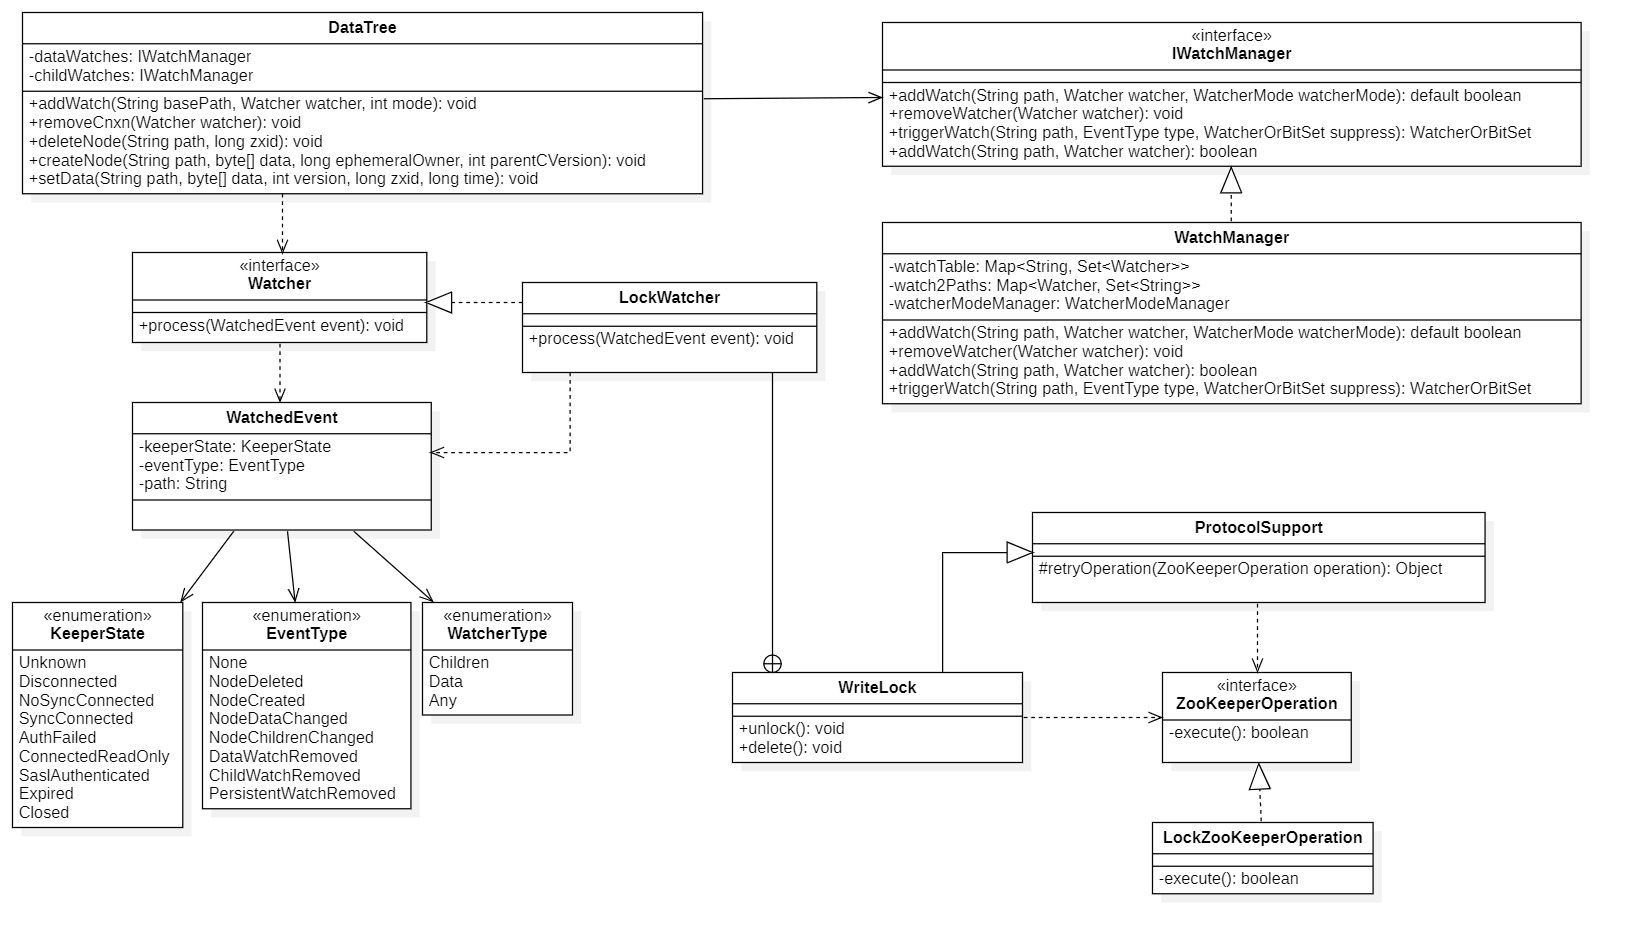 DataTree
-dataWatches: IWatchManager
-childWatches: IWatchManager
+addWatch(String basePath, Watcher watcher, int mode): void
+removeCnxn(Watcher watcher): void
+deleteNode(String path, long zxid): void
+createNode(String path, byte[] data, long ephemeralOwner, int parentCVersion): void
+setData(String path, byte[] data, int version, long zxid, long time): void
«interface»
IWatchManager
+addWatch(String path, Watcher watcher, WatcherMode watcherMode): default boolean
+removeWatcher(Watcher watcher): void
+triggerWatch(String path, EventType type, WatcherOrBitSet suppress): WatcherOrBitSet
+addWatch(String path, Watcher watcher): boolean
WatchManager
-watchTable: Map<String, Set<Watcher>>
-watch2Paths: Map<Watcher, Set<String>>
-watcherModeManager: WatcherModeManager
+addWatch(String path, Watcher watcher, WatcherMode watcherMode): default boolean
+removeWatcher(Watcher watcher): void
+addWatch(String path, Watcher watcher): boolean
+triggerWatch(String path, EventType type, WatcherOrBitSet suppress): WatcherOrBitSet
«interface»
Watcher
+process(WatchedEvent event): void
LockWatcher
+process(WatchedEvent event): void
WatchedEvent
-keeperState: KeeperState
-eventType: EventType
-path: String
«enumeration»
KeeperState
Unknown
Disconnected
NoSyncConnected
SyncConnected
AuthFailed
ConnectedReadOnly
SaslAuthenticated
Expired
Closed
«enumeration»
EventType
None
NodeDeleted
NodeCreated
NodeDataChanged
NodeChildrenChanged
DataWatchRemoved
ChildWatchRemoved
PersistentWatchRemoved
«enumeration»
WatcherType
Children
Data
Any
ProtocolSupport
#retryOperation(ZooKeeperOperation operation): Object
WriteLock
+unlock(): void
+delete(): void
«interface»
ZooKeeperOperation
-execute(): boolean
LockZooKeeperOperation
-execute(): boolean